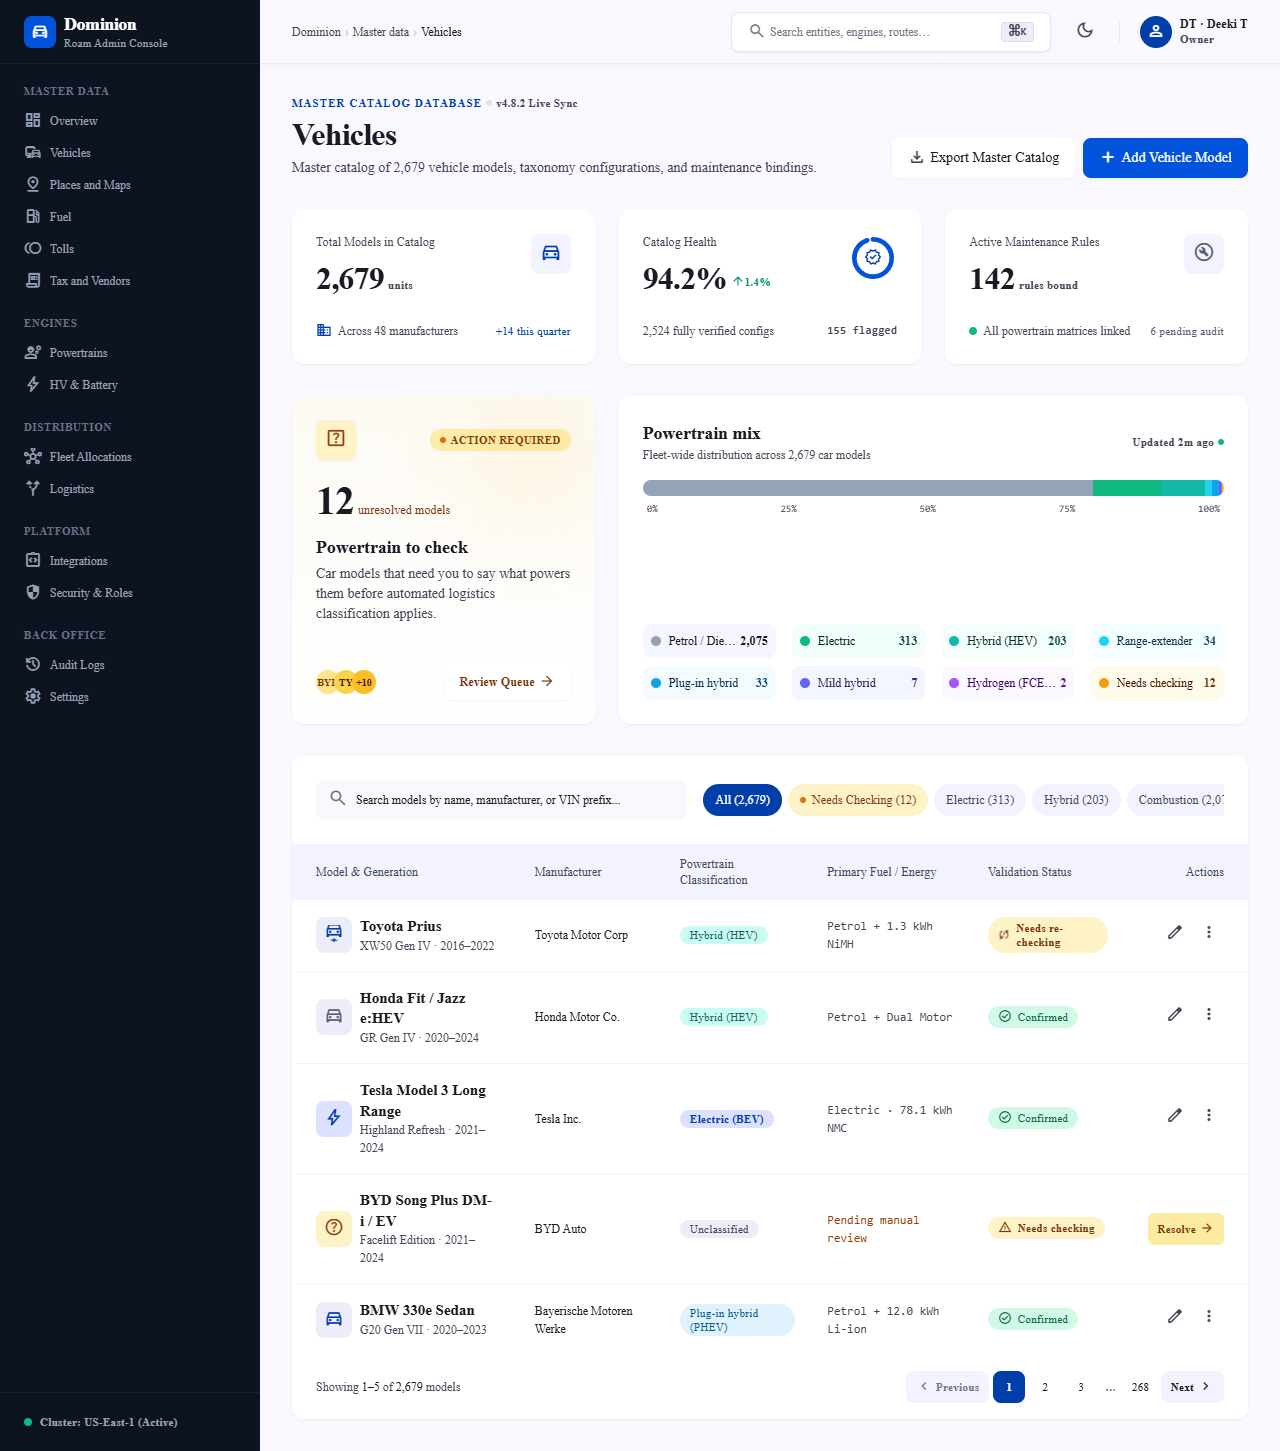 Dominion
Roam Admin Console
MASTER DATA
Overview
Vehicles
Places and Maps
Fuel
Tolls
Tax and Vendors
ENGINES
Powertrains
HV & Battery
DISTRIBUTION
Fleet Allocations
Logistics
PLATFORM
Integrations
Security & Roles
BACK OFFICE
Audit Logs
Settings
Cluster: US-East-1 (Active)
Dominion › Master data › Vehicles
Search entities, engines, routes...
⌘K
DT · Deeki T
Owner
MASTER CATALOG DATABASE v4.8.2 Live Sync
Vehicles
Master catalog of 2,679 vehicle models, taxonomy configurations, and maintenance bindings.
Export Master Catalog
Add Vehicle Model
Total Models in Catalog
2,679 units
Across 48 manufacturers
+14 this quarter
Catalog Health
94.2% 1.4%
2,524 fully verified configs
155 flagged
Active Maintenance Rules
142 rules bound
All powertrain matrices linked
6 pending audit
ACTION REQUIRED
12 unresolved models
Powertrain to check
Car models that need you to say what powers
them before automated logistics
classification applies.
TY +10
Review Queue
Powertrain mix
Fleet-wide distribution across 2,679 car models
Updated 2m ago
0% 25% 50% 75% 100%
Petrol / Die... 2,075
Electric 313
Hybrid (HEV) 203
Range-extender 34
Plug-in hybrid 33
Mild hybrid 7
Hydrogen (FCE... 2
Needs checking 12
Search models by name, manufacturer, or VIN prefix...
All (2,679)
Needs Checking (12)
Electric (313)
Hybrid (203)
Combustion (2,07
Model & Generation
Manufacturer
Powertrain
Classification
Primary Fuel / Energy
Validation Status
Actions
Toyota Prius
XW50 Gen IV · 2016–2022
Toyota Motor Corp
Hybrid (HEV)
Petrol + 1.3 kWh
NiMH
Needs re-
checking
Honda Fit / Jazz
e:HEV
GR Gen IV · 2020–2024
Honda Motor Co.
Hybrid (HEV)
Petrol + Dual Motor
Confirmed
Tesla Model 3 Long
Range
Highland Refresh · 2021–
2024
Tesla Inc.
Electric (BEV)
Electric · 78.1 kWh
NMC
Confirmed
BYD Song Plus DM-
i / EV
Facelift Edition · 2021–
2024
BYD Auto
Unclassified
Pending manual
review
Needs checking
Resolve
BMW 330e Sedan
G20 Gen VII · 2020–2023
Bayerische Motoren
Werke
Plug-in hybrid
(PHEV)
Petrol + 12.0 kWh
Li-ion
Confirmed
Showing 1–5 of 2,679 models
Previous 1 2 3 ... 268 Next